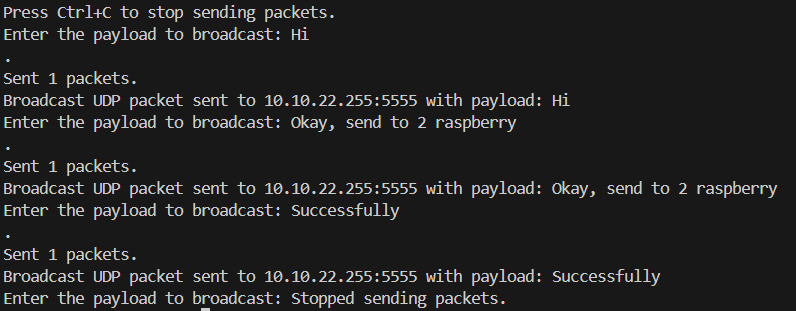 Press Ctrl+C to stop sending packets.
Enter the payload to broadcast: Hi
.
Sent 1 packets.
Broadcast UDP packet sent to 10.10.22.255:5555 with payload: Hi
Enter the payload to broadcast: Okay, send to 2 raspberry
.
Sent 1 packets.
Broadcast UDP packet sent to 10.10.22.255:5555 with payload: Okay, send to 2 raspberry
Enter the payload to broadcast: Successfully
.
Sent 1 packets.
Broadcast UDP packet sent to 10.10.22.255:5555 with payload: Successfully
Enter the payload to broadcast: Stopped sending packets.